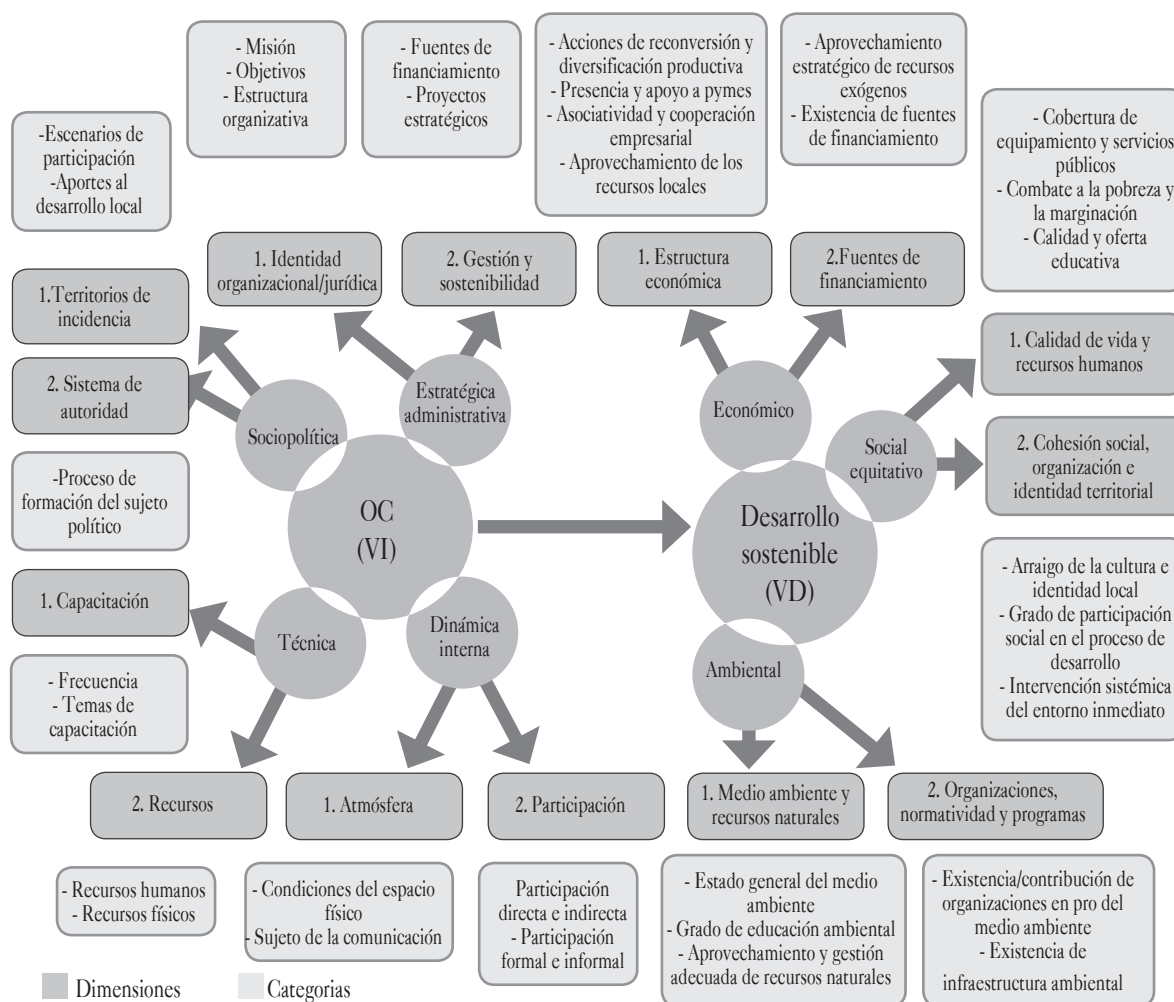 - Misión
- Objetivos
- Estructura
organizativa
- Fuentes de
financiamiento
- Proyectos
estratégicos
- Acciones de reconversión y
diversificación productiva
- Presencia y apoyo a pymes
- Asociatividad y cooperación
empresarial
- Aprovechamiento de los
recursos locales
- Aprovechamiento
estratégico de recursos
exógenos
- Existencia de fuentes
de financiamiento
-Escenarios de
participación
-Aportes al
desarrollo local
- Cobertura de
equipamiento y servicios
públicos
- Combate a la pobreza y
la marginación
- Calidad y oferta
educativa
1. Identidad
organizacional/jurídica
2. Gestión y
sostenibilidad
1. Estructura
económica
2.Fuentes de
financiamiento
1.Territorios de
incidencia
2. Sistema de
autoridad
1. Calidad de vida y
recursos humanos
Sociopolítica
Estratégica
administrativa
Económico
Social
equitativo
2. Cohesión social,
organización e
identidad territorial
-Proceso de
formación del sujeto
político
OC
(VI)
Desarrollo
sostenible
(VD)
1. Capacitación
Técnica
Dinámica
interna
Ambiental
- Arraigo de la cultura e
identidad local
- Grado de participación
social en el proceso de
desarrollo
- Intervención sistémica
del entorno inmediato
- Frecuencia
- Temas de
capacitación
2. Recursos
1. Atmósfera
2. Participación
1. Medio ambiente y
recursos naturales
2. Organizaciones,
normatividad y programas
- Recursos humanos
- Recursos físicos
- Condiciones del espacio
físico
- Sujeto de la comunicación
Participación
directa e indirecta
- Participación
formal e informal
- Estado general del medio
ambiente
- Grado de educación ambiental
- Aprovechamiento y gestión
adecuada de recursos naturales
- Existencia/contribución de
organizaciones en pro del
medio ambiente
- Existencia de
infraestructura ambiental
Dimensiones
Categorias